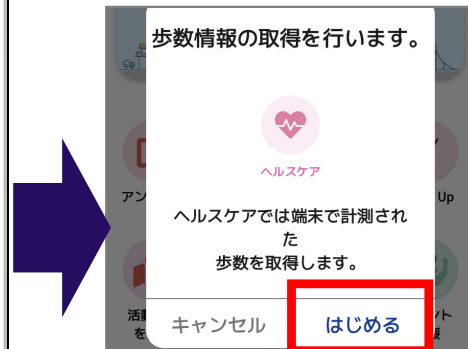 歩数情報の取得を行います。
ヘルスケア
アン
Up
ヘルスケアでは端末で計測され
た
歩数を取得します。
活動
ント
を
援
キャンセル
はじめる